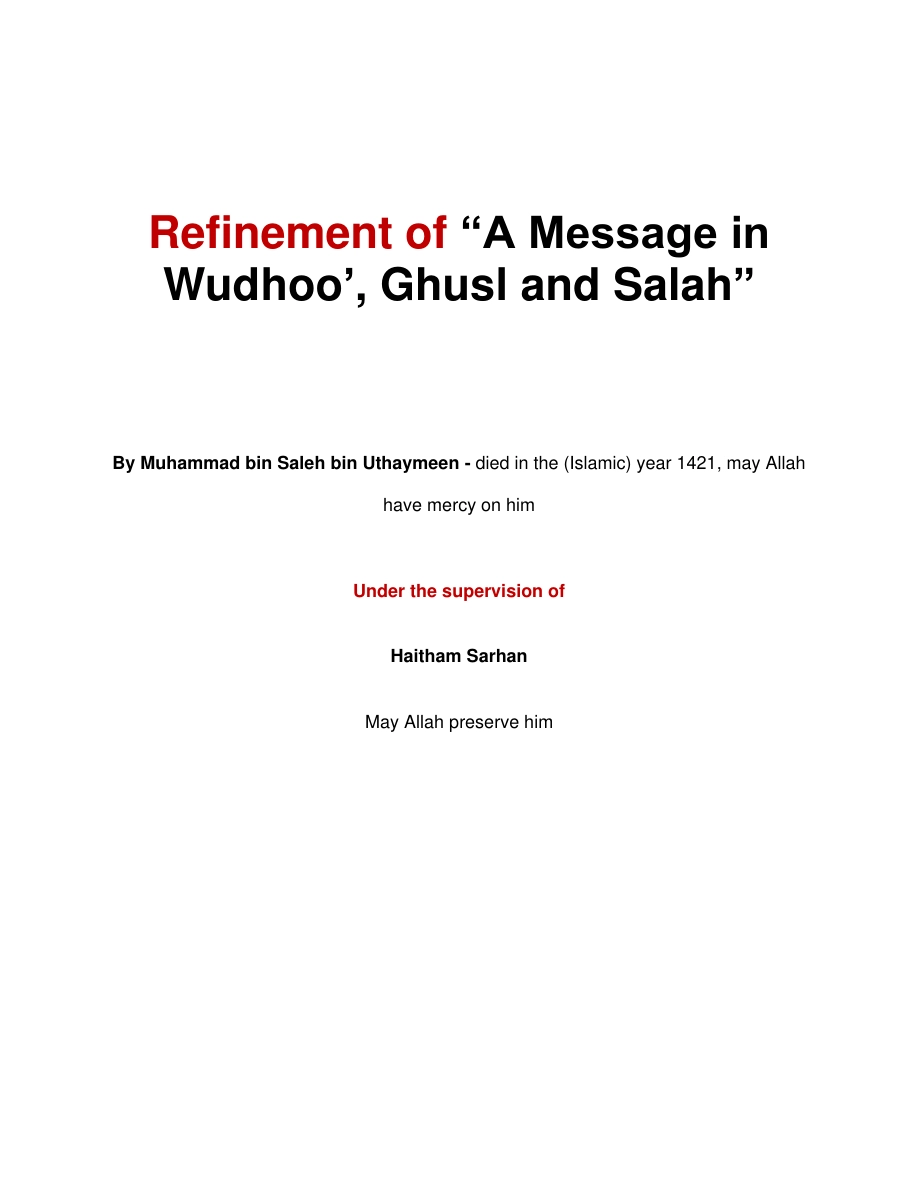 Refinement of “A Message in
Wudhoo’, Ghusl and Salah”
By Muhammad bin Saleh bin Uthaymeen - died in the (Islamic) year 1421, may Allah
have mercy on him
Under the supervision of
Haitham Sarhan
May Allah preserve him